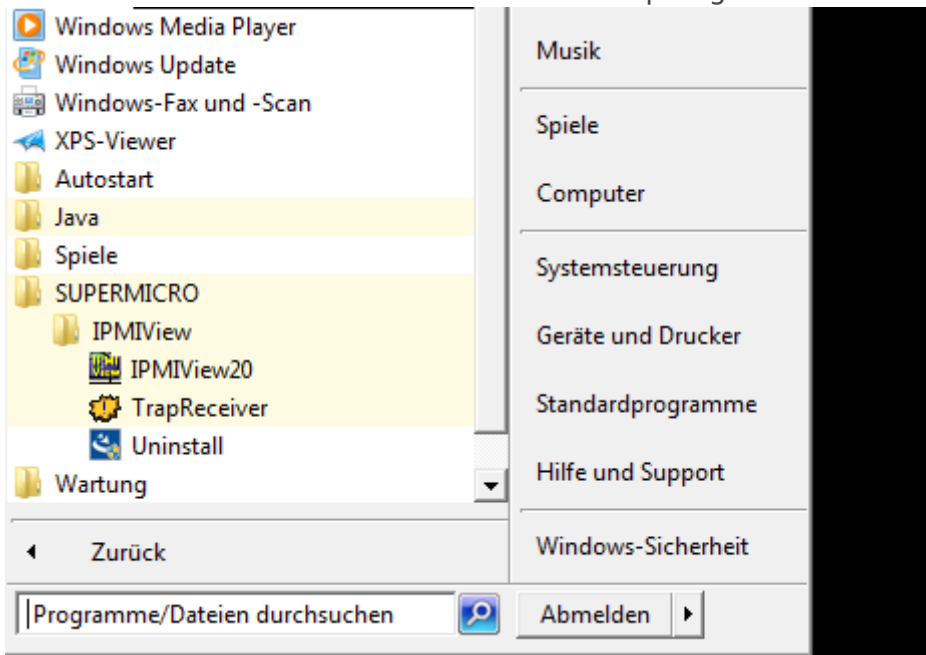 Windows Media Player
Windows Update
Windows-Fax und -Scan
XPS-Viewer
Autostart
Java
Spiele
SUPERMICRO
IPMIView
IPMIView20
TrapReceiver
Uninstall
Wartung
Zurück
Programme/Dateien durchsuchen
Musik
Spiele
Computer
Systemsteuerung
Geräte und Drucker
Standardprogramme
Hilfe und Support
Windows-Sicherheit
Abmelden